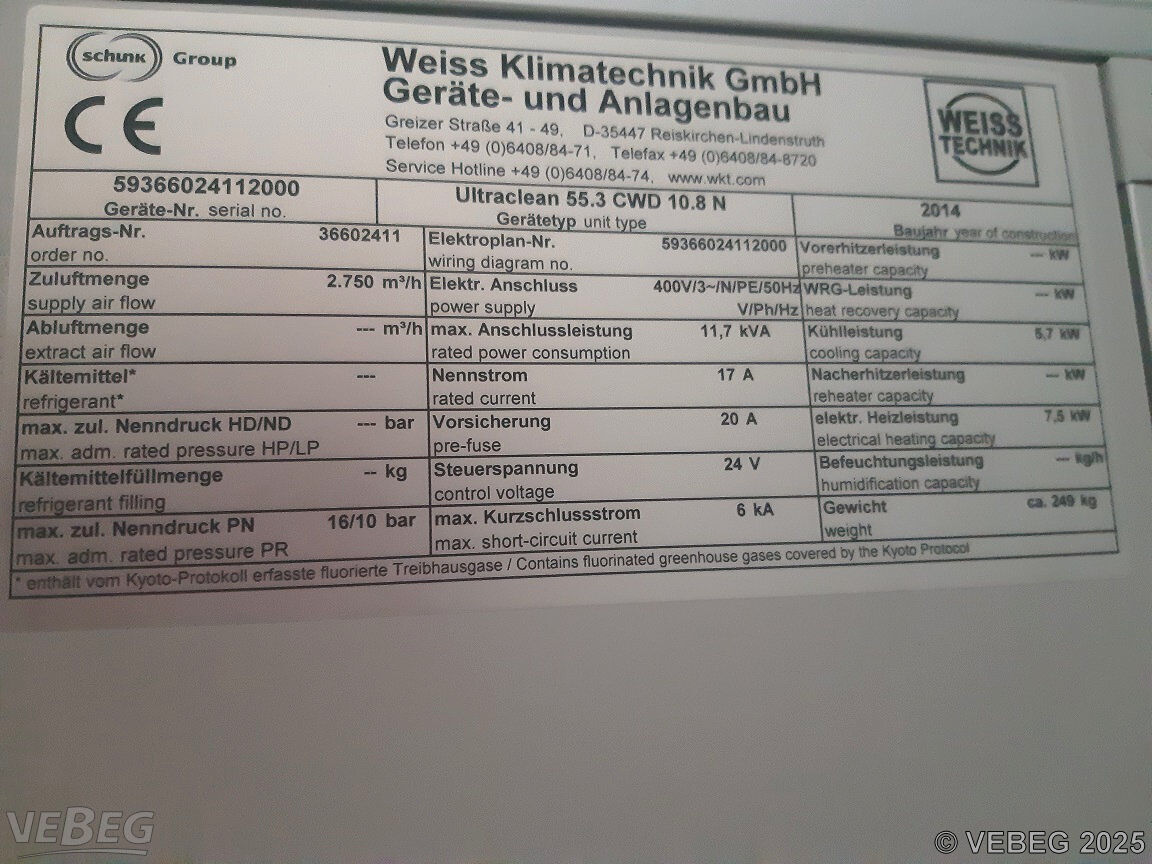 schunk Group
CE
Weiss Klimatechnik GmbH
Geräte- und Anlagenbau
Greizer Straße 41 - 49, D-35447 Reiskirchen-Lindenstruth
Telefon +49 (0)6408/84-71, Telefax +49 (0)6408/84-8720
Service Hotline +49 (0)6408/84-74, www.wkt.com
WEISS
TECHNIK
59366024112000
Geräte-Nr. serial no.
Ultraclean 55.3 CWD 10.8 N
Gerätetyp unit type
2014
Baujahr year of construction
Auftrags-Nr. 36602411
order no.
Zuluftmenge 2.750 m³/h
supply air flow
Abluftmenge --- m³/h
extract air flow
Kältemittel* ---
refrigerant*
max. zul. Nenndruck HD/ND --- bar
max. adm. rated pressure HP/LP
Kältemittelfüllmenge -- kg
refrigerant filling
max. zul. Nenndruck PN 16/10 bar
max. adm. rated pressure PR
Elektroplan-Nr. 59366024112000
wiring diagram no.
Elektr. Anschluss 400V/3~/N/PE/50Hz
power supply V/Ph/Hz
max. Anschlussleistung 11,7 kVA
rated power consumption
Nennstrom 17 A
rated current
Vorsicherung 20 A
pre-fuse
Steuerspannung 24 V
control voltage
max. Kurzschlussstrom 6 kA
max. short-circuit current
Vorerhitzerleistung --- kW
preheater capacity
WRG-Leistung --- kW
heat recovery capacity
Kühlleistung 5,7 kW
cooling capacity
Nacherhitzerleistung --- kW
reheater capacity
elektr. Heizleistung 7,5 kW
electrical heating capacity
Befeuchtungsleistung --- kg/h
humidification capacity
Gewicht ca. 249 kg
weight
* enthält vom Kyoto-Protokoll erfasste fluorierte Treibhausgase / Contains fluorinated greenhouse gases covered by the Kyoto Protocol
VEBEG
© VEBEG 2025